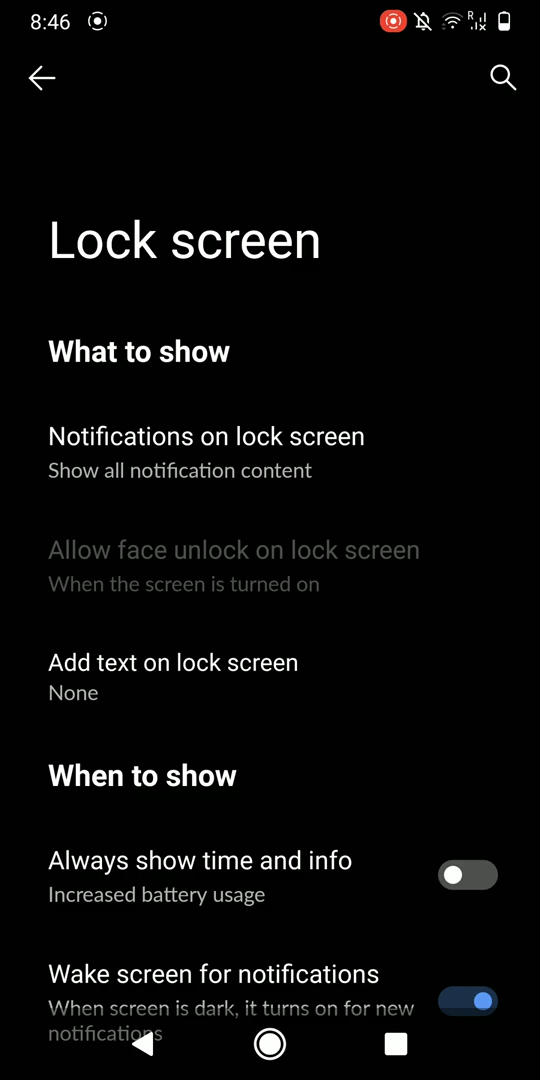 8:46
R
Lock screen
What to show
Notifications on lock screen
Show all notification content
Allow face unlock on lock screen
When the screen is turned on
Add text on lock screen
None
When to show
Always show time and info
Increased battery usage
Wake screen for notifications
When screen is dark, it turns on for new
notifications